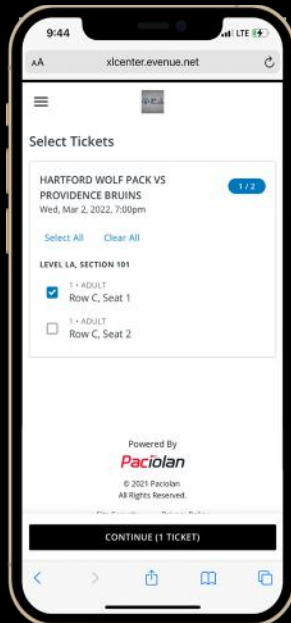 9:44
LTE
AA
xlcenter.evenue.net
Select Tickets
HARTFORD WOLF PACK VS
PROVIDENCE BRUINS
1 / 2
Wed, Mar 2, 2022, 7:00pm
Select All Clear All
LEVEL LA, SECTION 101
1 • ADULT
Row C, Seat 1
1 • ADULT
Row C, Seat 2
Powered By
Paciolan
© 2021 Paciolan
All Rights Reserved.
CONTINUE (1 TICKET)